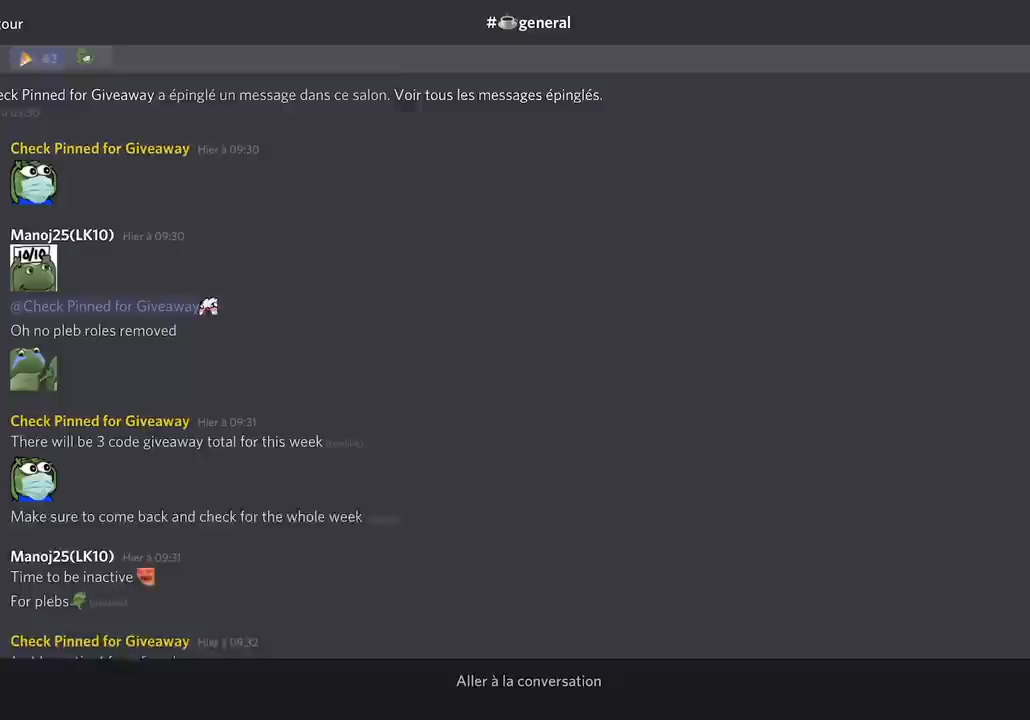 our
#general
ck Pinned for Giveaway a épinglé un message dans ce salon. Voir tous les messages épinglés.
à 09:30
Check Pinned for Giveaway Hier à 09:30
Manoj25(LK10) Hier à 09:30
10/10
@Check Pinned for Giveaway
Oh no pleb roles removed
Check Pinned for Giveaway Hier à 09:31
There will be 3 code giveaway total for this week
Make sure to come back and check for the whole week
Manoj25(LK10) Hier à 09:31
Time to be inactive
For plebs
Check Pinned for Giveaway Hier à 09:32
Aller à la conversation